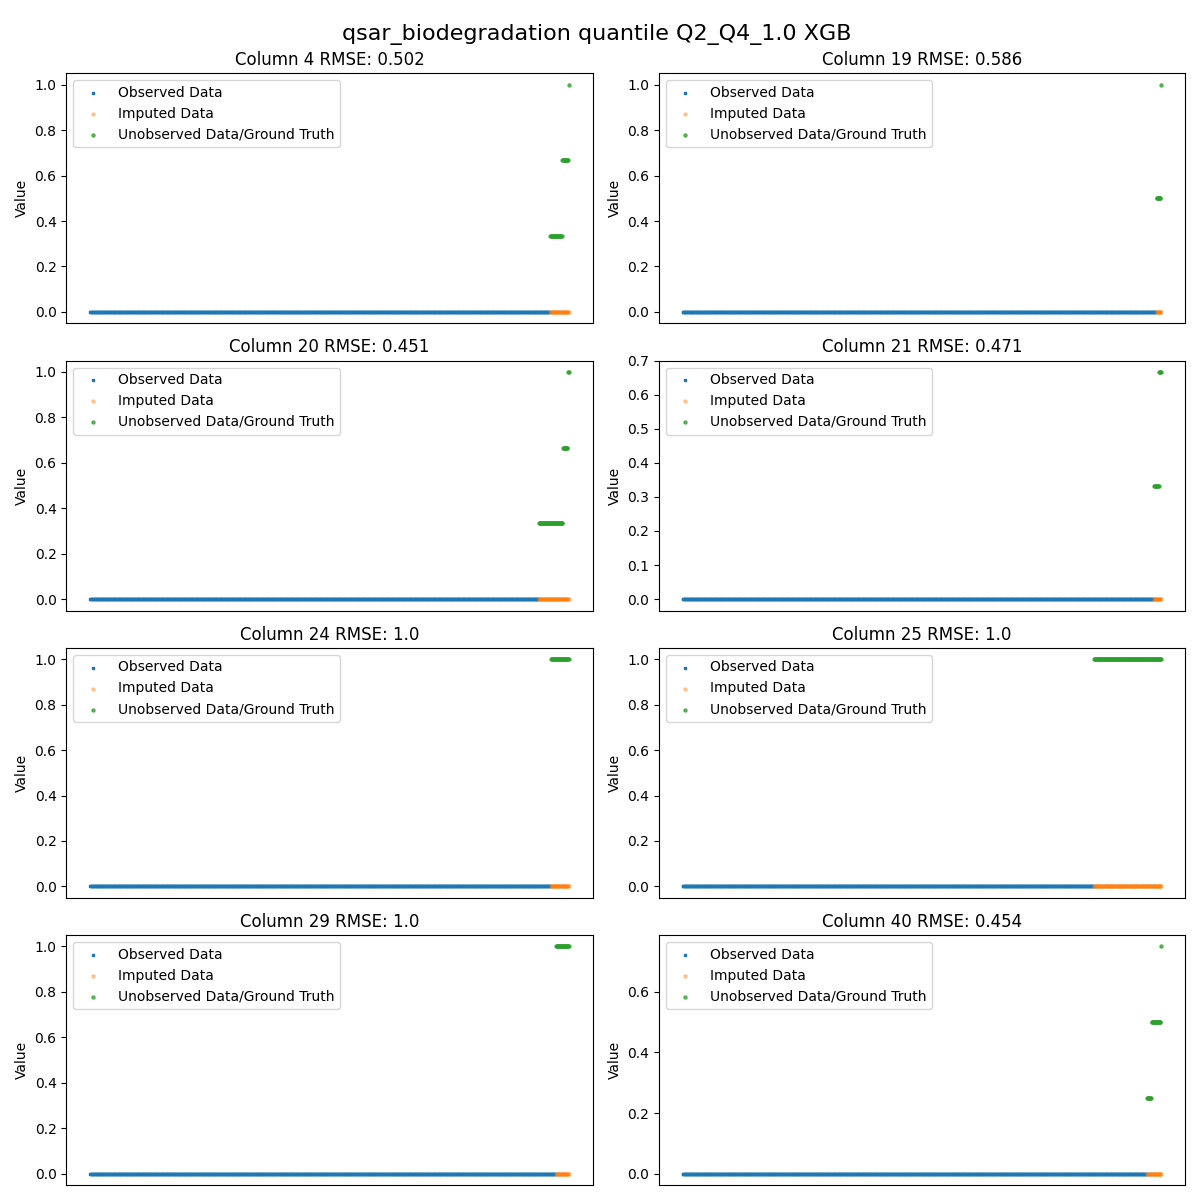 qsar_biodegradation quantile Q2_Q4_1.0 XGB
Column 4 RMSE: 0.502
1.0
0.8
0.6
0.4
0.2
0.0
Value
Observed Data
Imputed Data
Unobserved Data/Ground Truth
Column 19 RMSE: 0.586
1.0
0.8
0.6
0.4
0.2
0.0
Value
Observed Data
Imputed Data
Unobserved Data/Ground Truth
Column 20 RMSE: 0.451
1.0
0.8
0.6
0.4
0.2
0.0
Value
Observed Data
Imputed Data
Unobserved Data/Ground Truth
Column 21 RMSE: 0.471
0.7
0.6
0.5
0.4
0.3
0.2
0.1
0.0
Value
Observed Data
Imputed Data
Unobserved Data/Ground Truth
Column 24 RMSE: 1.0
1.0
0.8
0.6
0.4
0.2
0.0
Value
Observed Data
Imputed Data
Unobserved Data/Ground Truth
Column 25 RMSE: 1.0
1.0
0.8
0.6
0.4
0.2
0.0
Value
Observed Data
Imputed Data
Unobserved Data/Ground Truth
Column 29 RMSE: 1.0
1.0
0.8
0.6
0.4
0.2
0.0
Value
Observed Data
Imputed Data
Unobserved Data/Ground Truth
Column 40 RMSE: 0.454
0.6
0.4
0.2
0.0
Value
Observed Data
Imputed Data
Unobserved Data/Ground Truth